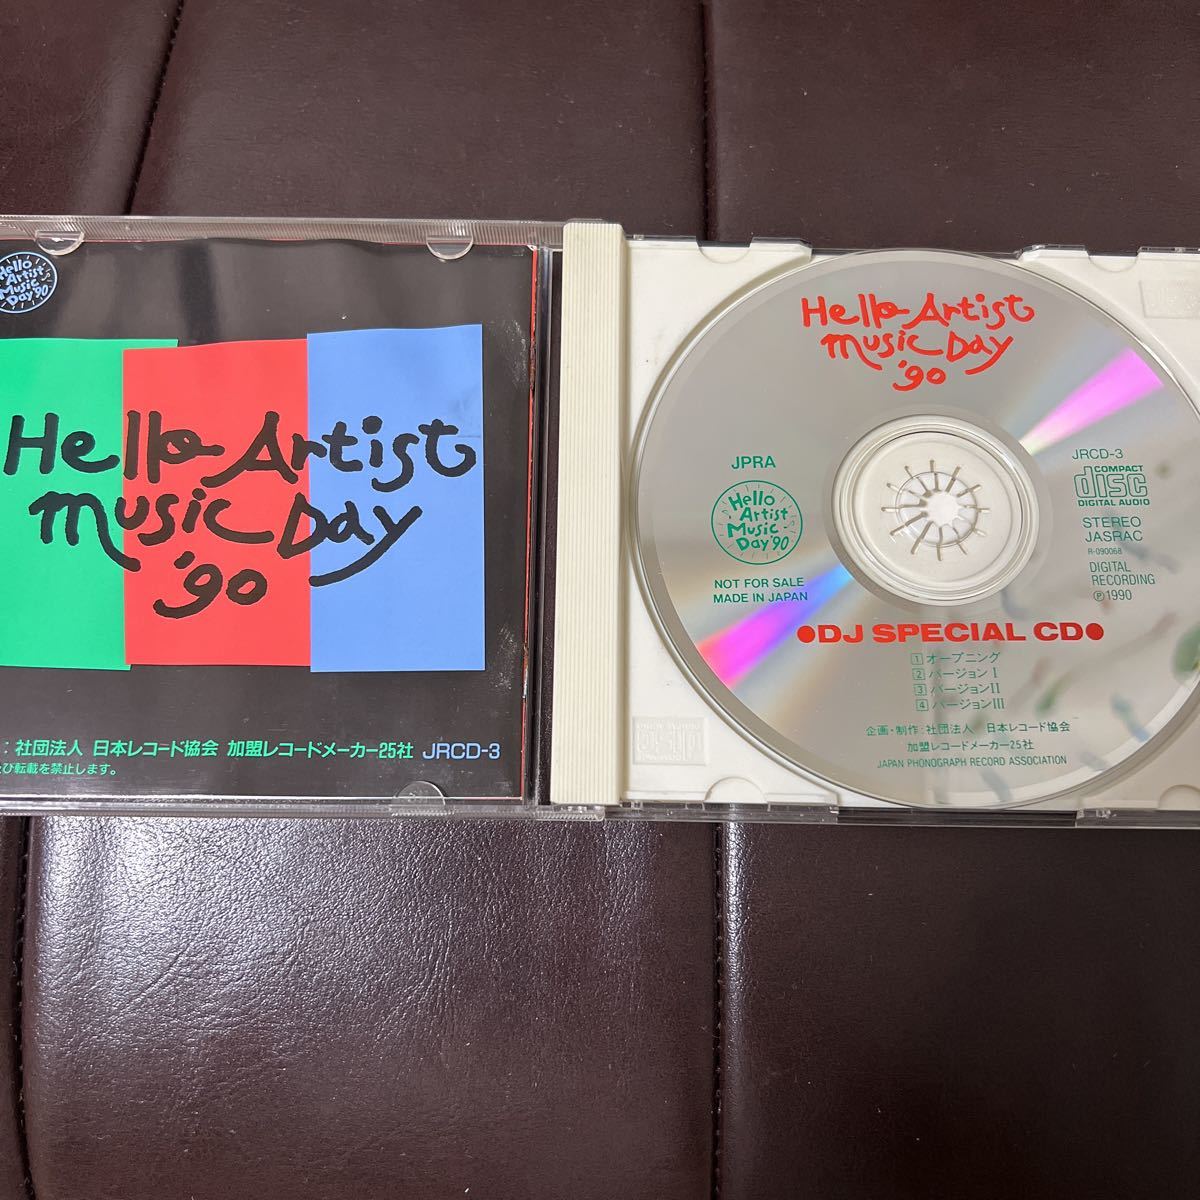 Hello
Artist
Music
Day '90
Hello Artist
music Day
'90
：社団法人 日本レコード協会 加盟レコードメーカー25社 JRCD-3
び転載を禁止します。
Hello Artist
music Day
'90
JPRA
Hello
Artist
Music
Day '90
NOT FOR SALE
MADE IN JAPAN
JRCD-3
COMPACT
disc
DIGITAL AUDIO
STEREO
JASRAC
R-090068
DIGITAL
RECORDING
℗1990
●DJ SPECIAL CD●
1 オープニング
2 バージョンⅠ
3 バージョンⅡ
4 バージョンⅢ
企画・制作：社団法人 日本レコード協会
加盟レコードメーカー25社
JAPAN PHONOGRAPH RECORD ASSOCIATION